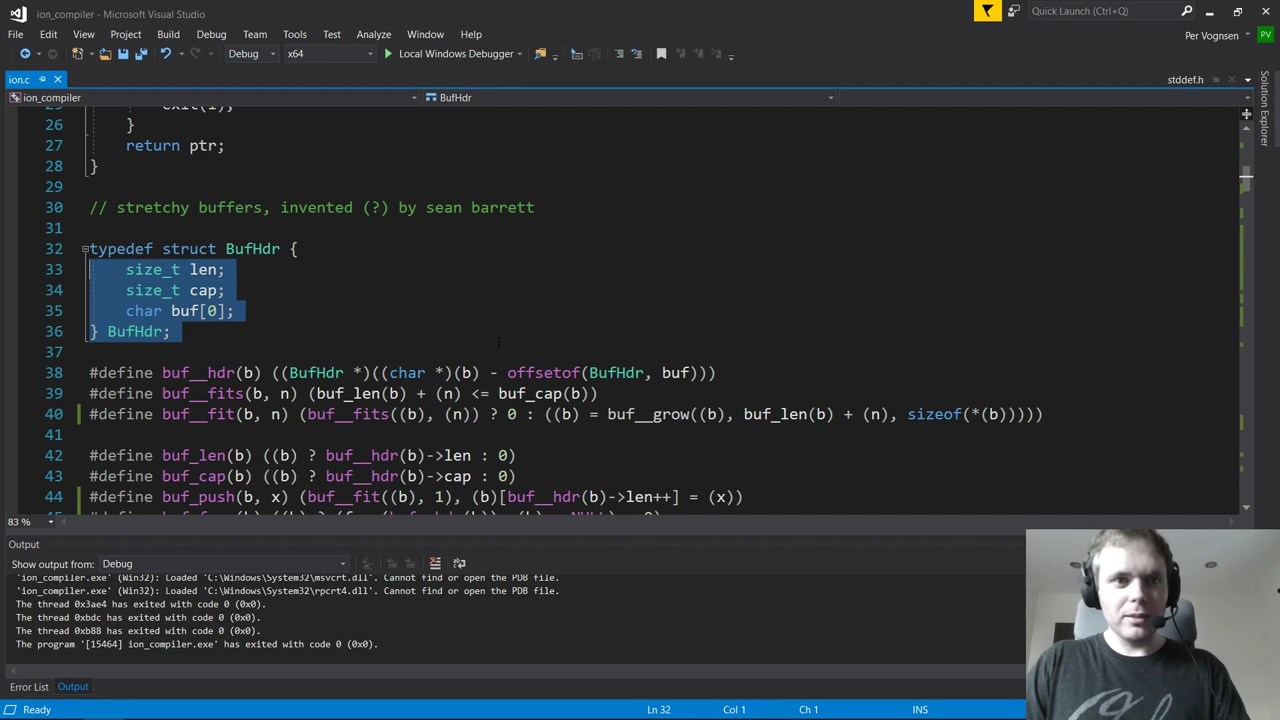 ion_compiler - Microsoft Visual Studio
Quick Launch (Ctrl+Q)
File Edit View Project Build Debug Team Tools Test Analyze Window Help
Per Vognsen
PV
Debug
x64
Local Windows Debugger
ion.c
stddef.h
ion_compiler
BufHdr
Solution Explorer
26 }
27 return ptr;
28 }
29
30 // stretchy buffers, invented (?) by sean barrett
31
32 typedef struct BufHdr {
33 size_t len;
34 size_t cap;
35 char buf[0];
36 } BufHdr;
37
38 #define buf__hdr(b) ((BufHdr *)((char *)(b) - offsetof(BufHdr, buf)))
39 #define buf__fits(b, n) (buf_len(b) + (n) <= buf_cap(b))
40 #define buf__fit(b, n) (buf__fits((b), (n)) ? 0 : ((b) = buf__grow((b), buf_len(b) + (n), sizeof(*(b)))))
41
42 #define buf_len(b) ((b) ? buf__hdr(b)->len : 0)
43 #define buf_cap(b) ((b) ? buf__hdr(b)->cap : 0)
44 #define buf_push(b, x) (buf__fit((b), 1), (b)[buf__hdr(b)->len++] = (x))
83 %
Output
Show output from: Debug
'ion_compiler.exe' (Win32): Loaded 'C:\Windows\System32\msvcrt.dll'. Cannot find or open the PDB file.
'ion_compiler.exe' (Win32): Loaded 'C:\Windows\System32\rpcrt4.dll'. Cannot find or open the PDB file.
The thread 0x3ae4 has exited with code 0 (0x0).
The thread 0xbdc has exited with code 0 (0x0).
The thread 0xb88 has exited with code 0 (0x0).
The program '[15464] ion_compiler.exe' has exited with code 0 (0x0).
Error List Output
Ready
Ln 32
Col 1
Ch 1
INS